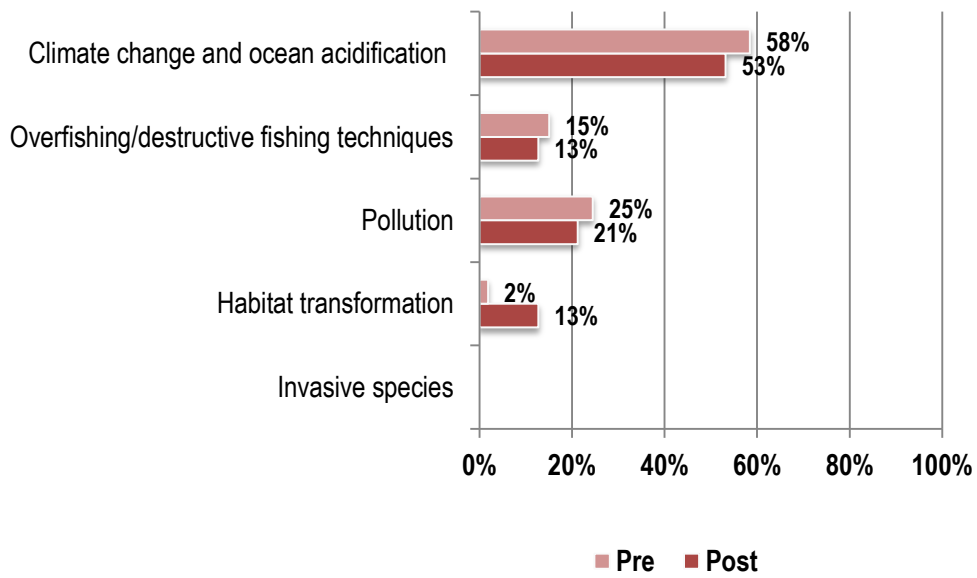 Climate change and ocean acidification
58%
53%
Overfishing/destructive fishing techniques
15%
13%
Pollution
25%
21%
Habitat transformation
2%
13%
Invasive species
0% 20% 40% 60% 80% 100%
Pre Post